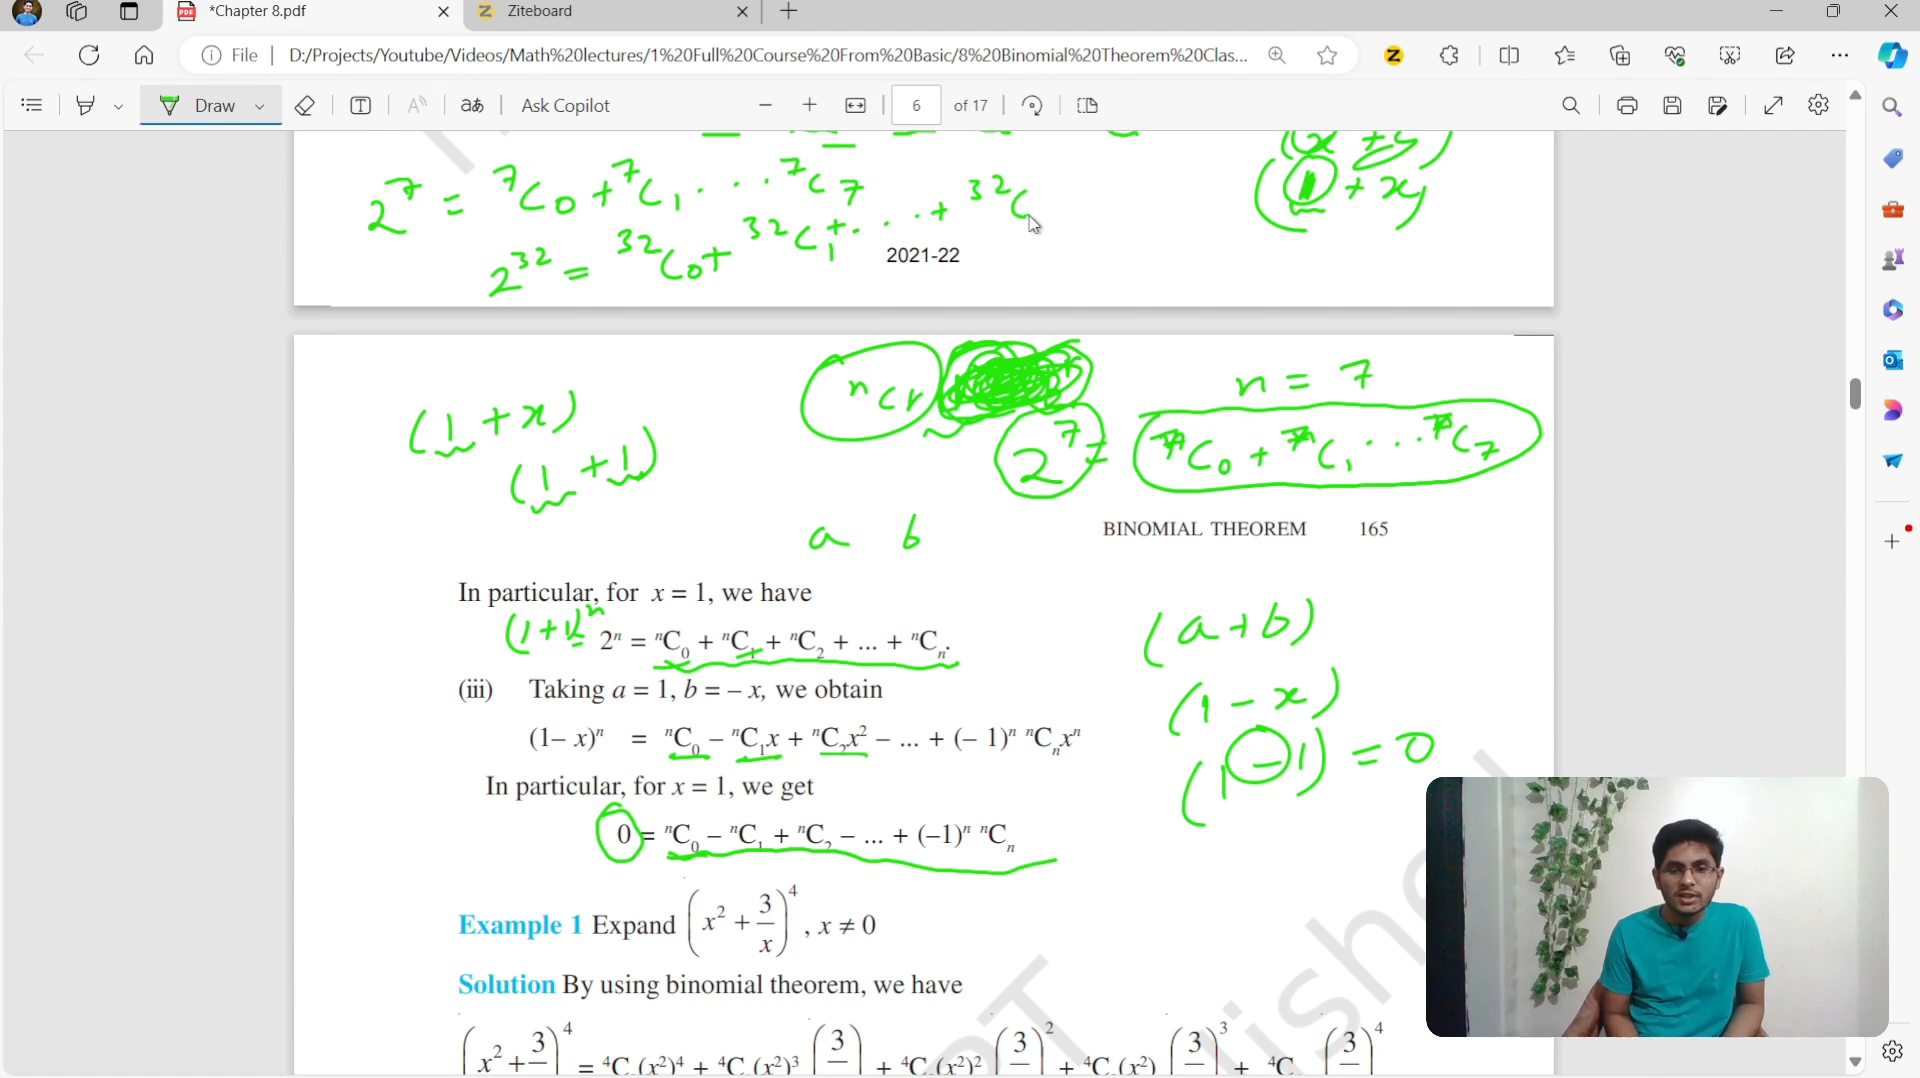 *Chapter 8.pdf
Ziteboard
File
D:/Projects/Youtube/Videos/Math%20lectures/1%20Full%20Course%20From%20Basic/8%20Binomial%20Theorem%20Clas...
Draw
Ask Copilot
6 of 17
2⁷ = ⁷C₀ + ⁷C₁ ... ⁷C₇
(1 + x)
2³² = ³²C₀ + ³²C₁ + ... + ³²C
2021-22
(1 + x)
(1 + 1)
ⁿCr
n = 7
2⁷ = ⁷C₀ + ⁷C₁ ... ⁷C₇
a b
BINOMIAL THEOREM 165
In particular, for x = 1, we have
(1+1)ⁿ 2ⁿ = ⁿC₀ + ⁿC₁ + ⁿC₂ + ... + ⁿCₙ.
(a + b)
(iii) Taking a = 1, b = – x, we obtain
(1 – x)
(1– x)ⁿ = ⁿC₀ – ⁿC₁x + ⁿC₂x² – ... + (– 1)ⁿ ⁿCₙxⁿ
(1 – 1) = 0
In particular, for x = 1, we get
0 = ⁿC₀ – ⁿC₁ + ⁿC₂ – ... + (–1)ⁿ ⁿCₙ
Example 1 Expand (x² + 3/x)⁴, x ≠ 0
Solution By using binomial theorem, we have